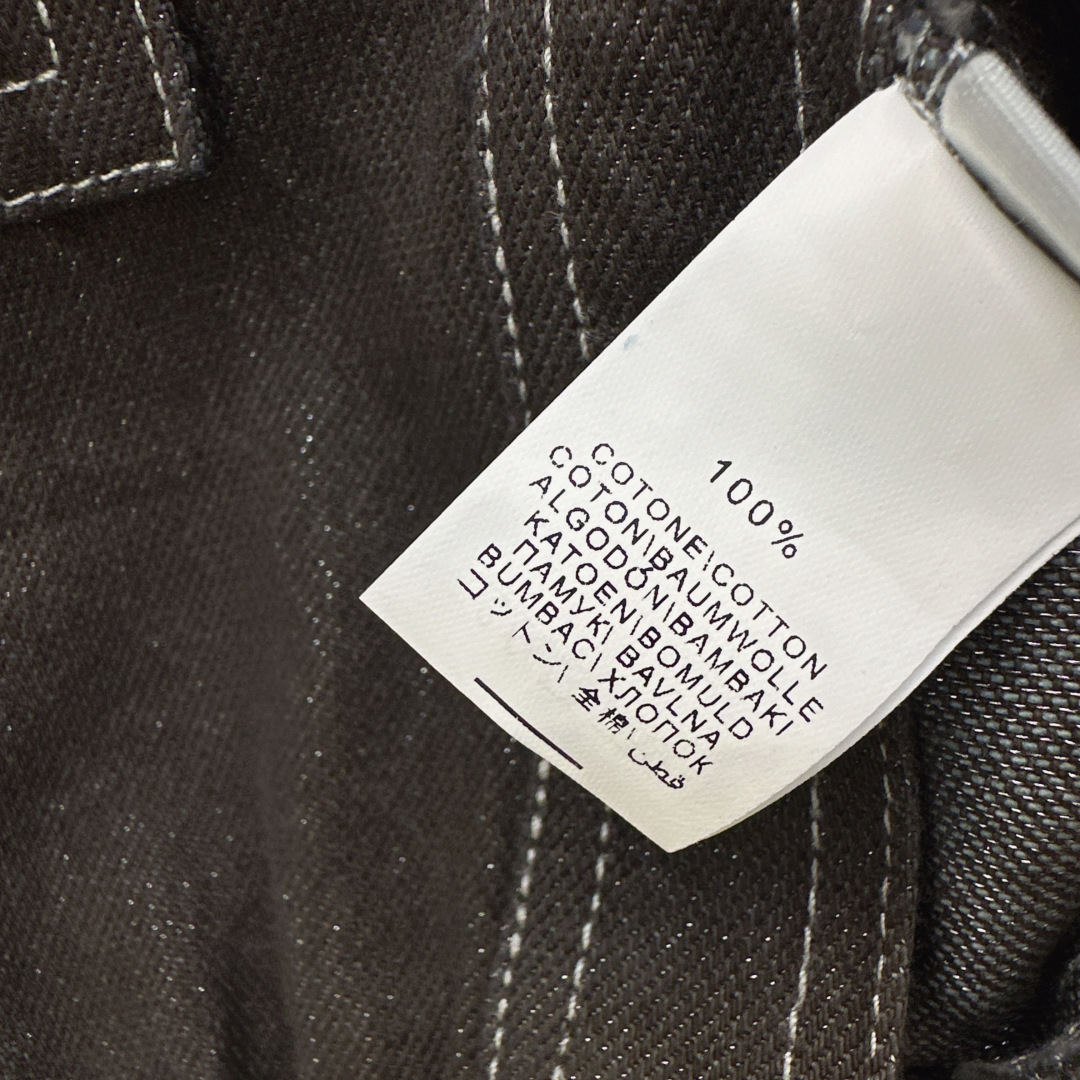 100%
COTONE\COTTON
COTON\BAUMWOLLE
ALGODÓN\BAMBAKI
KATOEN\BOMULD
ПАМУК\ BAVLNA
BUMBAC\ ХЛОПОК
コットン\ 全棉\ قطن